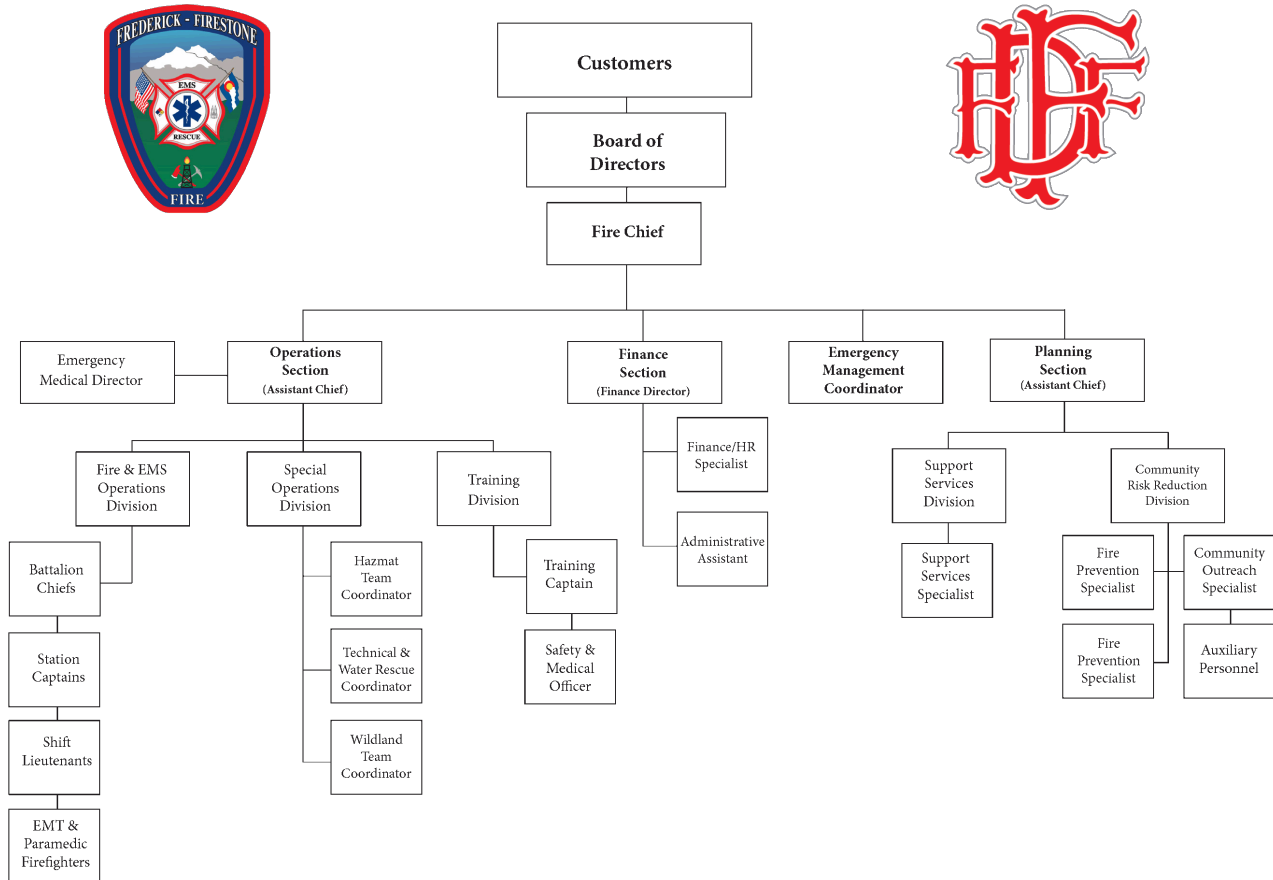 FREDERICK - FIRESTONE
EMS
RESCUE
FIRE
FFFD
Customers
Board of
Directors
Fire Chief
Emergency
Medical Director
Operations
Section
(Assistant Chief)
Finance
Section
(Finance Director)
Emergency
Management
Coordinator
Planning
Section
(Assistant Chief)
Fire & EMS
Operations
Division
Special
Operations
Division
Training
Division
Finance/HR
Specialist
Administrative
Assistant
Support
Services
Division
Community
Risk Reduction
Division
Battalion
Chiefs
Station
Captains
Shift
Lieutenants
EMT &
Paramedic
Firefighters
Hazmat
Team
Coordinator
Technical &
Water Rescue
Coordinator
Wildland
Team
Coordinator
Training
Captain
Safety &
Medical
Officer
Support
Services
Specialist
Fire
Prevention
Specialist
Community
Outreach
Specialist
Fire
Prevention
Specialist
Auxiliary
Personnel